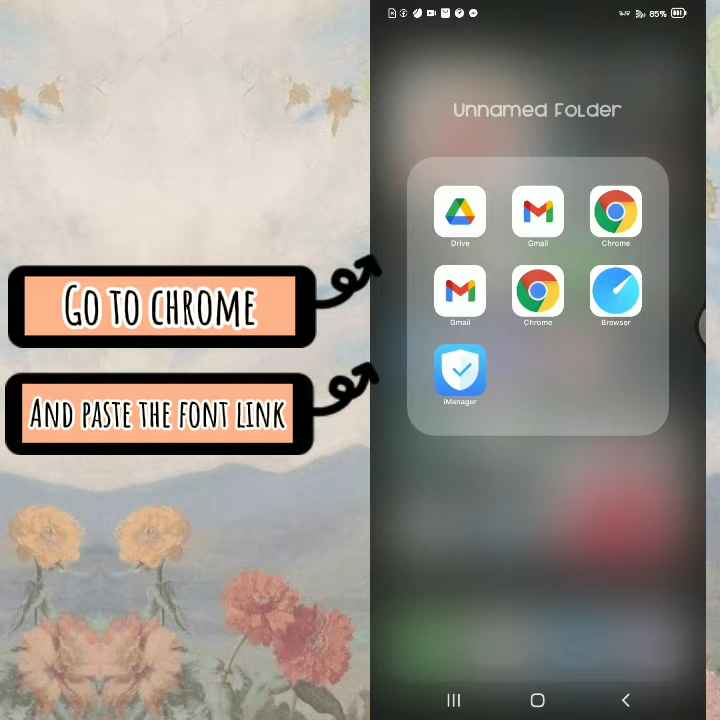 85%
Unnamed Folder
Drive
Gmail
Chrome
Gmail
Chrome
Browser
iManager
Go to chrome
And paste the font link